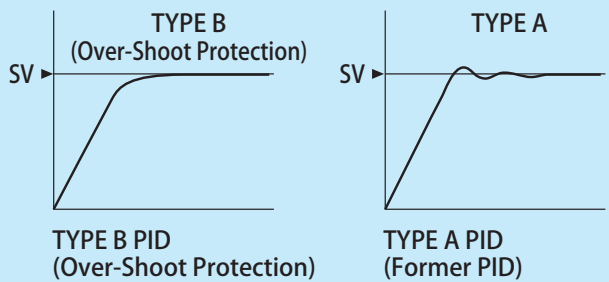 TYPE B
(Over-Shoot Protection)
SV
TYPE B PID
(Over-Shoot Protection)
TYPE A
SV
TYPE A PID
(Former PID)